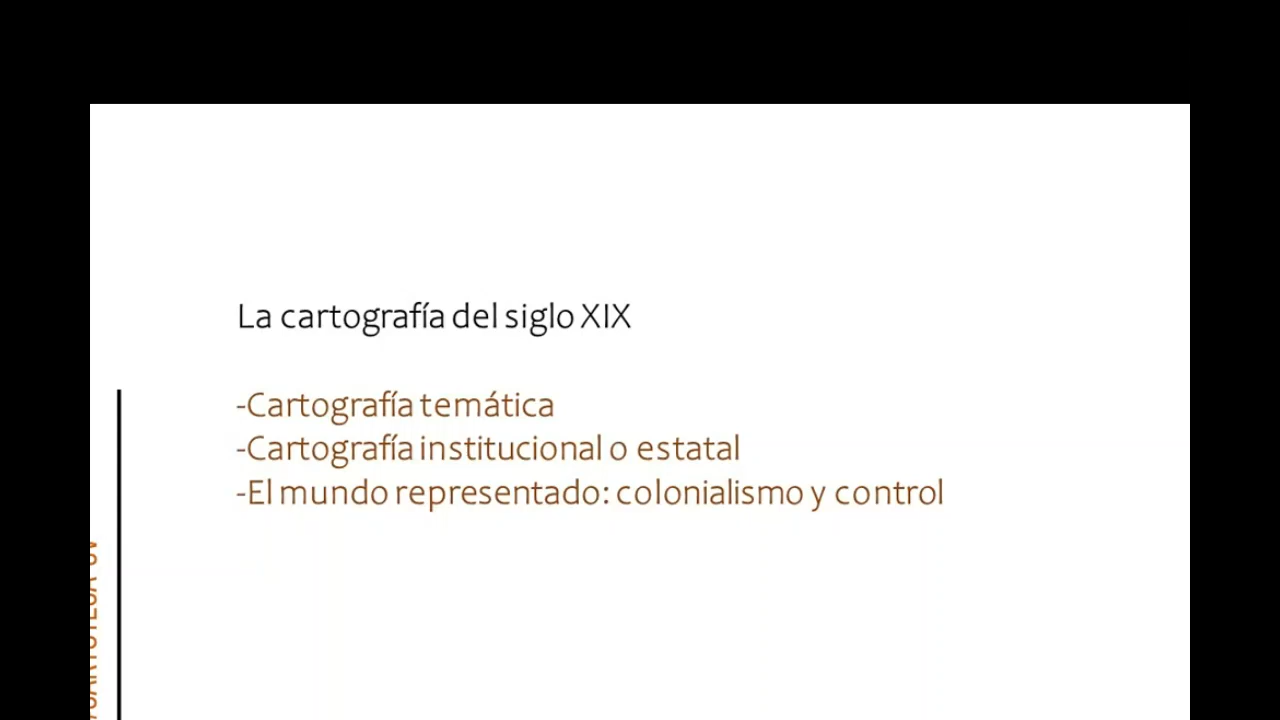 La cartografía del siglo XIX
-Cartografía temática
-Cartografía institucional o estatal
-El mundo representado: colonialismo y control